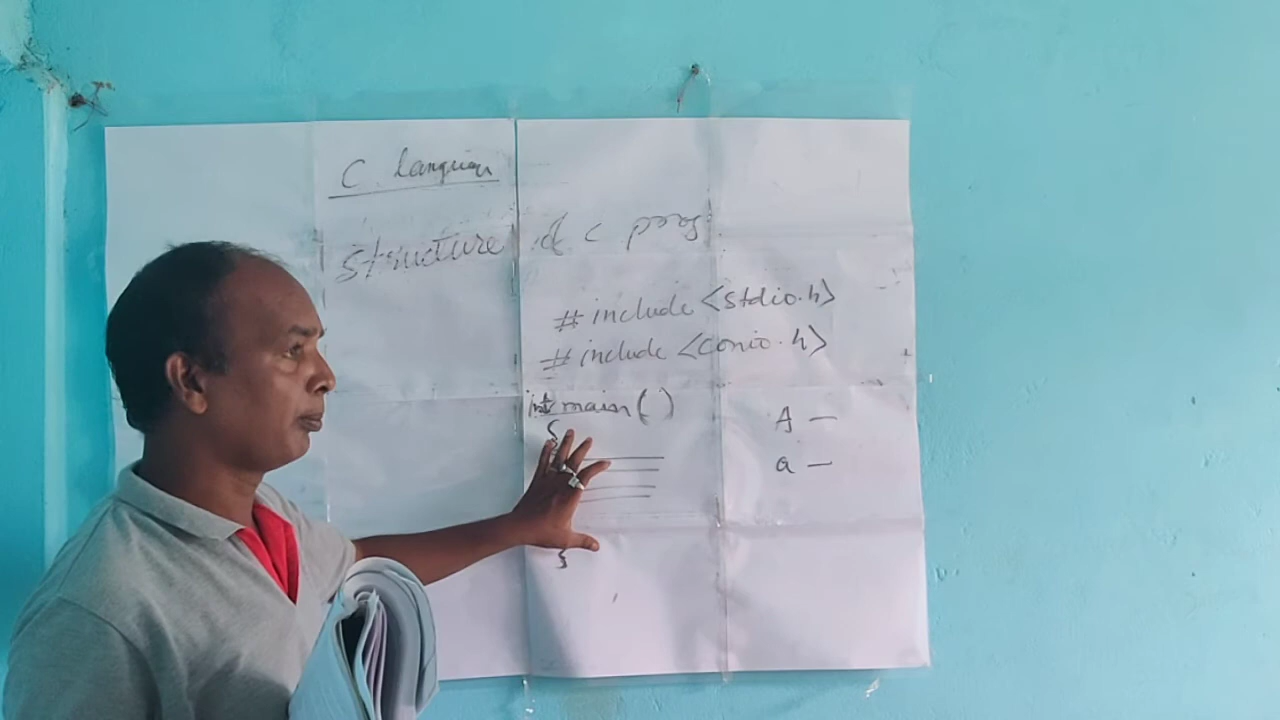 C language
structure of c prog:
# include <stdio.h>
# include <conio.h>
int main( )
{
A —
a —
}